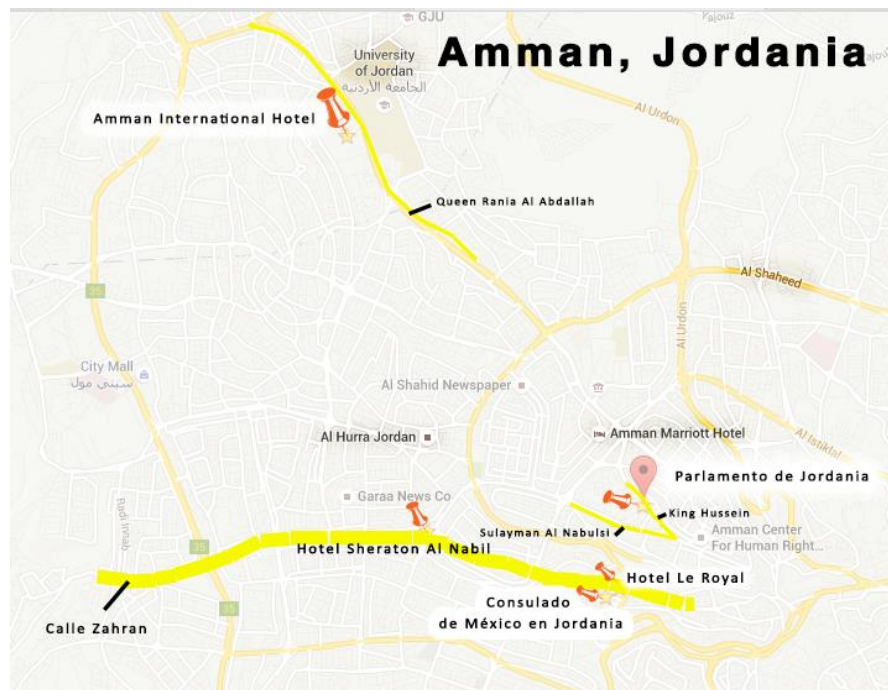 GJU
Yajouz
Yajouz
Amman, Jordania
University
of Jordan
الجامعة الأردنية
Amman International Hotel
Al Urdon
Queen Rania Al Abdallah
Al Shaheed
35
Al Urdon
City Mall
سيتي مول
Al Shahid Newspaper
Al Hurra Jordan
Amman Marriott Hotel
Al Istiklal
Parlamento de Jordania
Garaa News Co
King Hussein
Sulayman Al Nabulsi
Amman Center
For Human Right...
35
Hotel Sheraton Al Nabil
Hotel Le Royal
35
Consulado
de México en Jordania
Calle Zahran